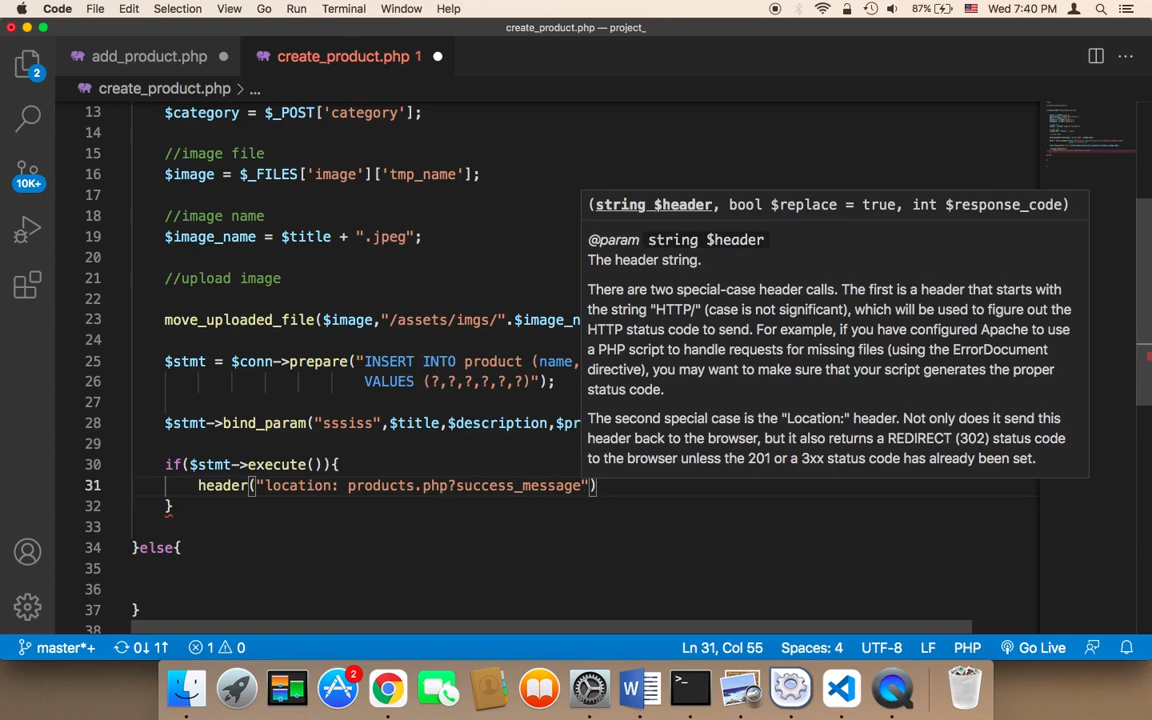 Code File Edit Selection View Go Run Terminal Window Help 87% Wed 7:40 PM
create_product.php — project_
add_product.php create_product.php 1
create_product.php > ...
2
10K+
13 $category = $_POST['category'];
14
15 //image file
16 $image = $_FILES['image']['tmp_name'];
17
18 //image name
19 $image_name = $title + ".jpeg";
20
21 //upload image
22
23 move_uploaded_file($image,"/assets/imgs/".$image_n
24
25 $stmt = $conn->prepare("INSERT INTO product (name,
26 VALUES (?,?,?,?,?,?)");
27
28 $stmt->bind_param("sssiss",$title,$description,$pr
29
30 if($stmt->execute()){
31 header("location: products.php?success_message")
32 }
33
34 }else{
35
36
37 }
38
(string $header, bool $replace = true, int $response_code)
@param string $header
The header string.
There are two special-case header calls. The first is a header that starts with
the string "HTTP/" (case is not significant), which will be used to figure out the
HTTP status code to send. For example, if you have configured Apache to use
a PHP script to handle requests for missing files (using the ErrorDocument
directive), you may want to make sure that your script generates the proper
status code.
The second special case is the "Location:" header. Not only does it send this
header back to the browser, but it also returns a REDIRECT (302) status code
to the browser unless the 201 or a 3xx status code has already been set.
master*+ 0↓ 1↑ 1 0 Ln 31, Col 55 Spaces: 4 UTF-8 LF PHP Go Live
2